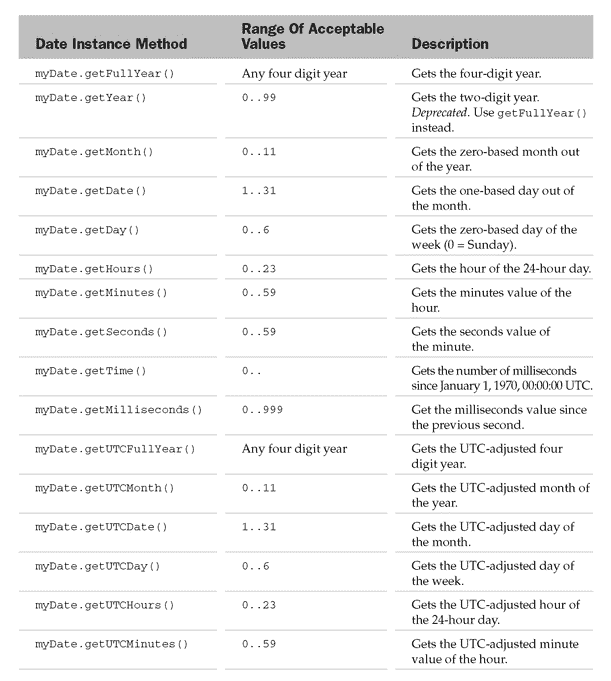 Date Instance Method Range Of Acceptable Values Description
myDate.getFullYear() Any four digit year Gets the four-digit year.
myDate.getYear() 0..99 Gets the two-digit year.
Deprecated. Use getFullYear()
instead.
myDate.getMonth() 0..11 Gets the zero-based month out
of the year.
myDate.getDate() 1..31 Gets the one-based day out of
the month.
myDate.getDay() 0..6 Gets the zero-based day of the
week (0 = Sunday).
myDate.getHours() 0..23 Gets the hour of the 24-hour day.
myDate.getMinutes() 0..59 Gets the minutes value of the
hour.
myDate.getSeconds() 0..59 Gets the seconds value of
the minute.
myDate.getTime() 0.. Gets the number of milliseconds
since January 1, 1970, 00:00:00 UTC.
myDate.getMilliseconds() 0..999 Get the milliseconds value since
the previous second.
myDate.getUTCFullYear() Any four digit year Gets the UTC-adjusted four
digit year.
myDate.getUTCMonth() 0..11 Gets the UTC-adjusted month of
the year.
myDate.getUTCDate() 1..31 Gets the UTC-adjusted day of
the month.
myDate.getUTCDay() 0..6 Gets the UTC-adjusted day of
the week.
myDate.getUTCHours() 0..23 Gets the UTC-adjusted hour of
the 24-hour day.
myDate.getUTCMinutes() 0..59 Gets the UTC-adjusted minute
value of the hour.